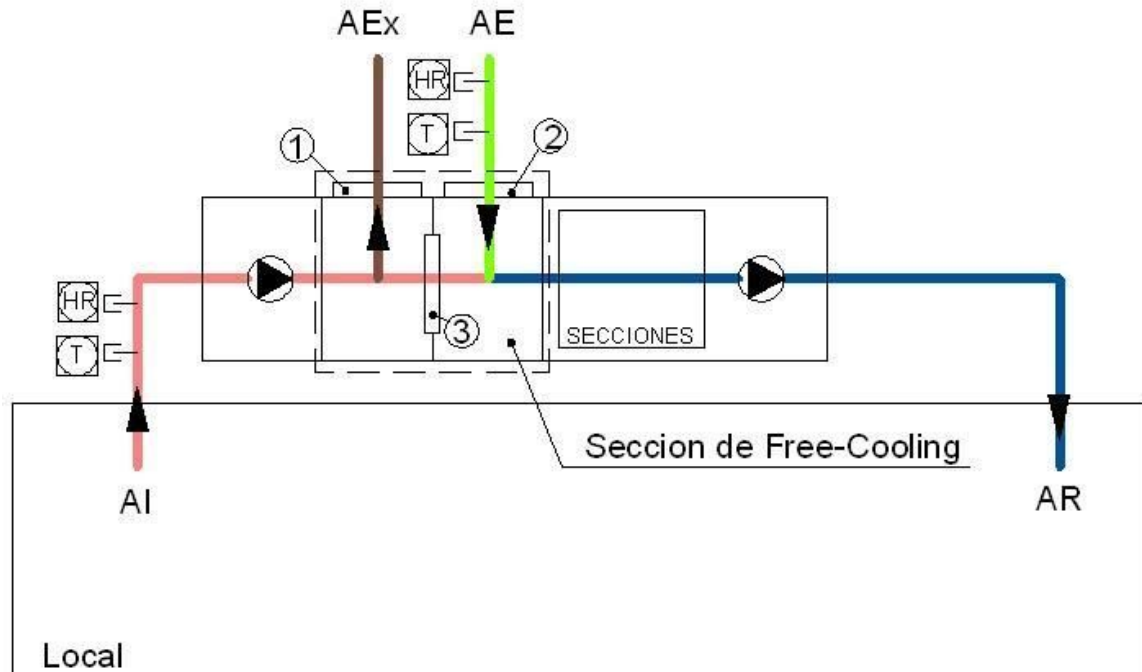 AEx
AE
HR
T
1
2
HR
T
3
SECCIONES
Seccion de Free-Cooling
AI
AR
Local